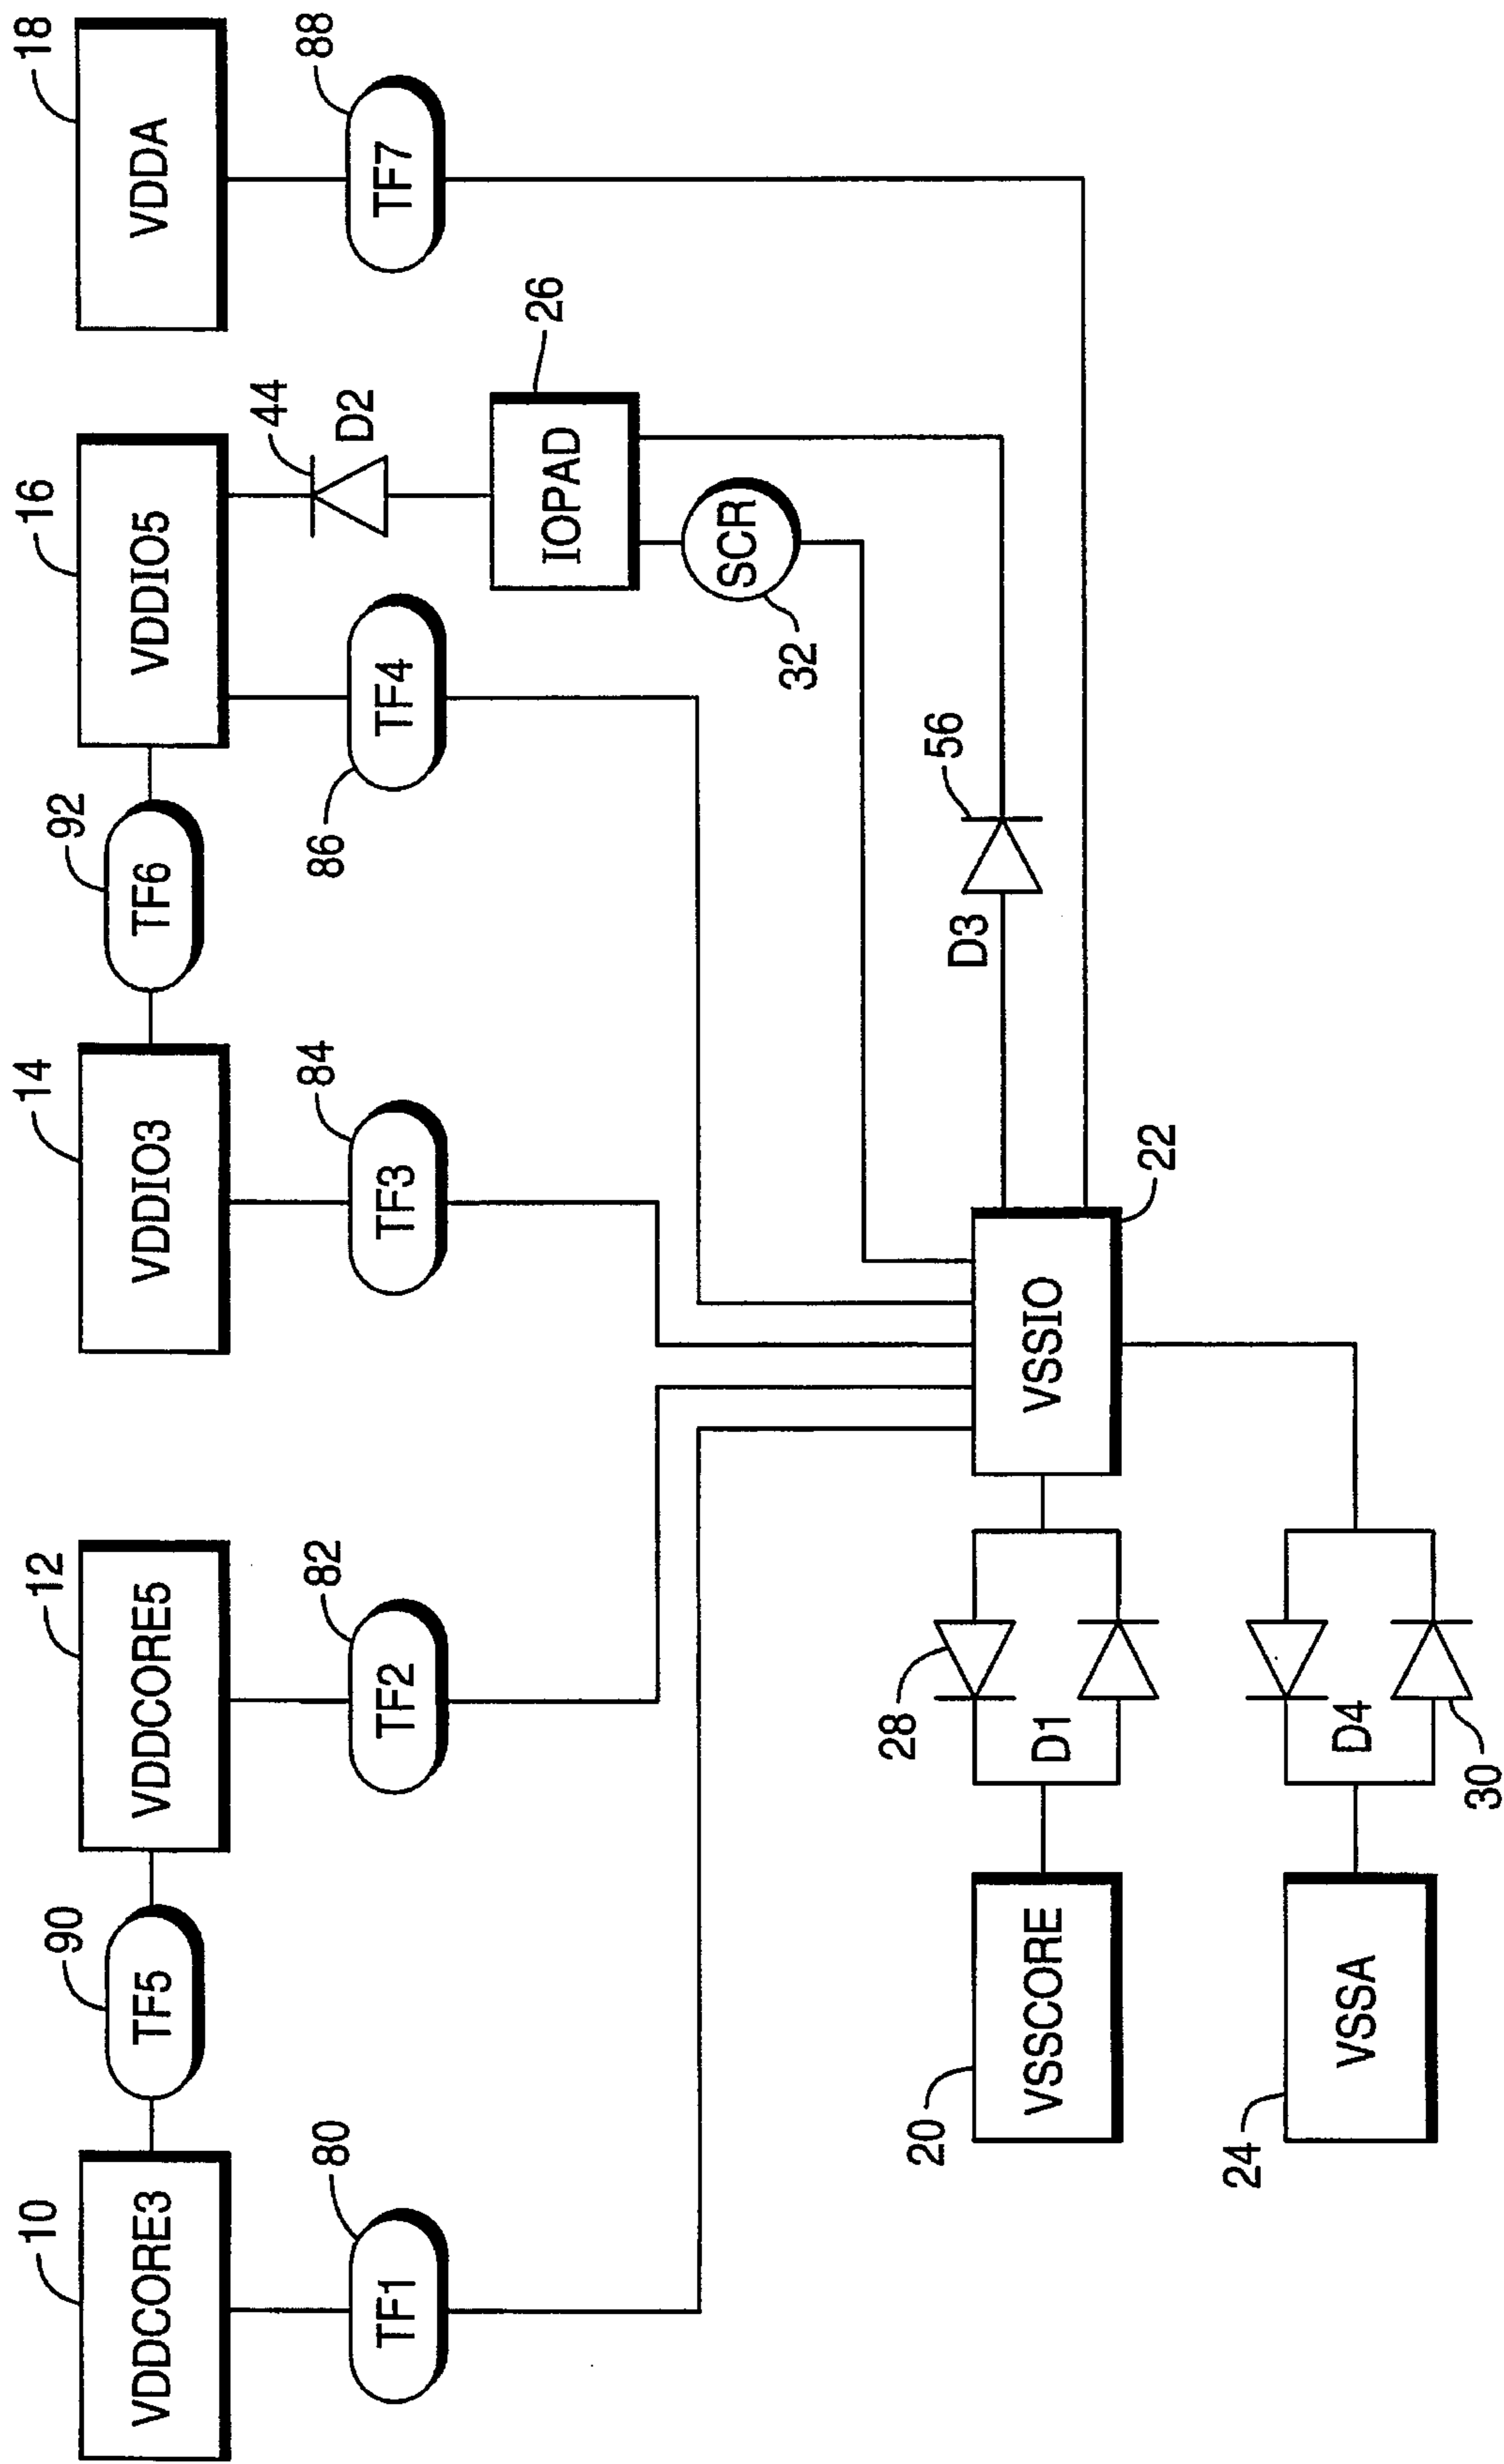 10
VDDCORE3
90
TF5
12
VDDCORE5
14
VDDIO3
92
TF6
16
VDDIO5
18
VDDA
80
TF1
82
TF2
84
TF3
86
TF4
44
D2
88
TF7
IOPAD
26
SCR
32
56
D3
VSSIO
22
28
D1
20
VSSCORE
D4
30
24
VSSA